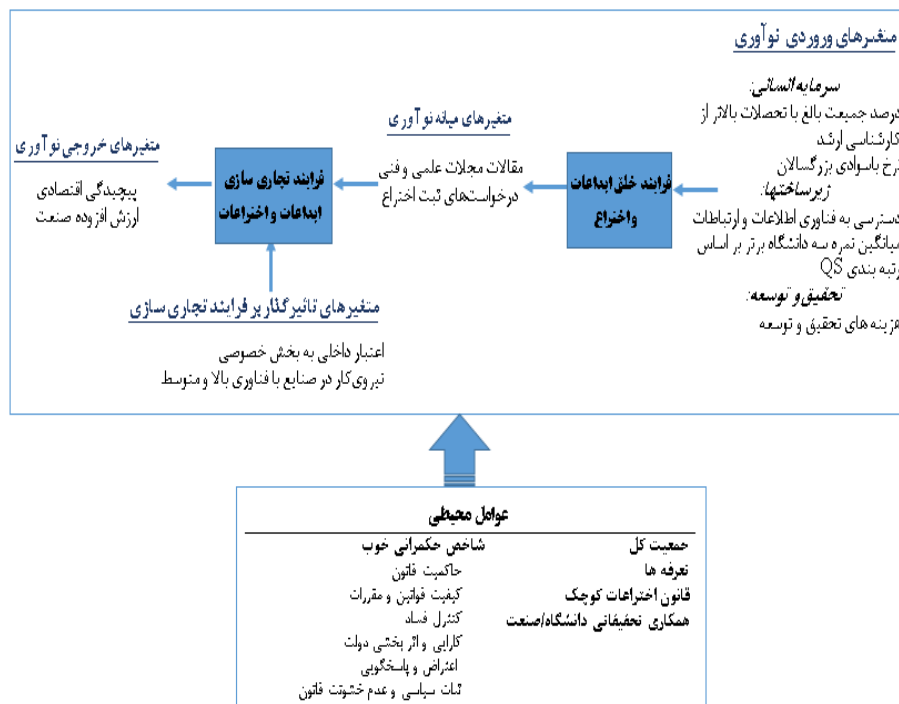 متغیرهای وروردی نوآوری
سرمایه انسانی:
درصد جمیعت بالغ با تحصلات بالاتر از
کارشناسی ارشد
نرخ باسوادی بزرگسالان
زیرساختها:
دسترسی به فناوری اطلاعات و ارتباطات
میانگین نمره سه دانشگاه برتر بر اساس
رتبه بندی QS
تحقیق و توسعه:
هزینه های تحقیق و توسعه
فرایند خلق ابداعات
و اختراع
متغیرهای میانه نوآوری
مقالات مجلات علمی و فنی
درخواست‌های ثبت اختراع
فرایند تجاری سازی
ابداعات و اختراعات
متغیرهای خروجی نوآوری
پیچیدگی اقتصادی
ارزش افزوده صنعت
متغیرهای تاثیرگذار بر فرایند تجاری سازی
اعتبار داخلی به بخش خصوصی
نیروی کار در صنایع با فناوری بالا و متوسط
عوامل محیطی
جمعیت کل
تعرفه ها
قانون اختراعات کوچک
همکاری تحقیقاتی دانشگاه/صنعت
شاخص حکمرانی خوب
حاکمیت قانون
کیفیت قوانین و مقررات
کنترل فساد
کارایی و اثر بخشی دولت
اعتراض و پاسخگویی
ثبات سیاسی و عدم خشونت قانون